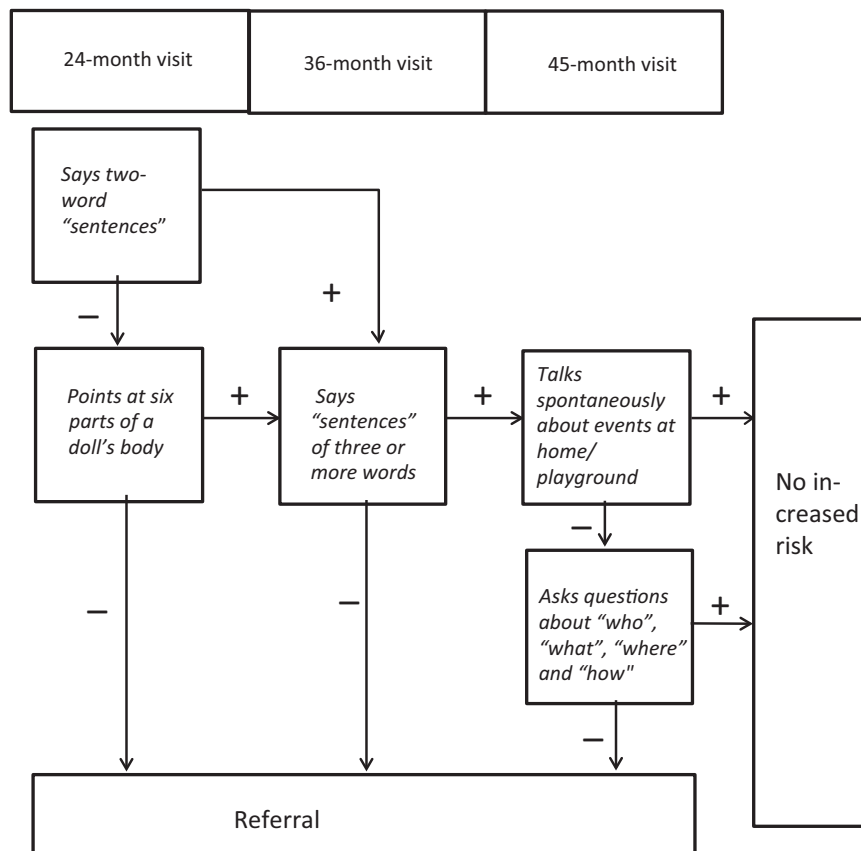 24-month visit
36-month visit
45-month visit
Says two-
word
“sentences”
−
+
Points at six
parts of a
doll’s body
+
Says
“sentences”
of three or
more words
+
Talks
spontaneously
about events at
home/
playground
+
No in-
creased
risk
−
−
−
Asks questions
about “who”,
“what”, “where”
and “how"
+
−
Referral